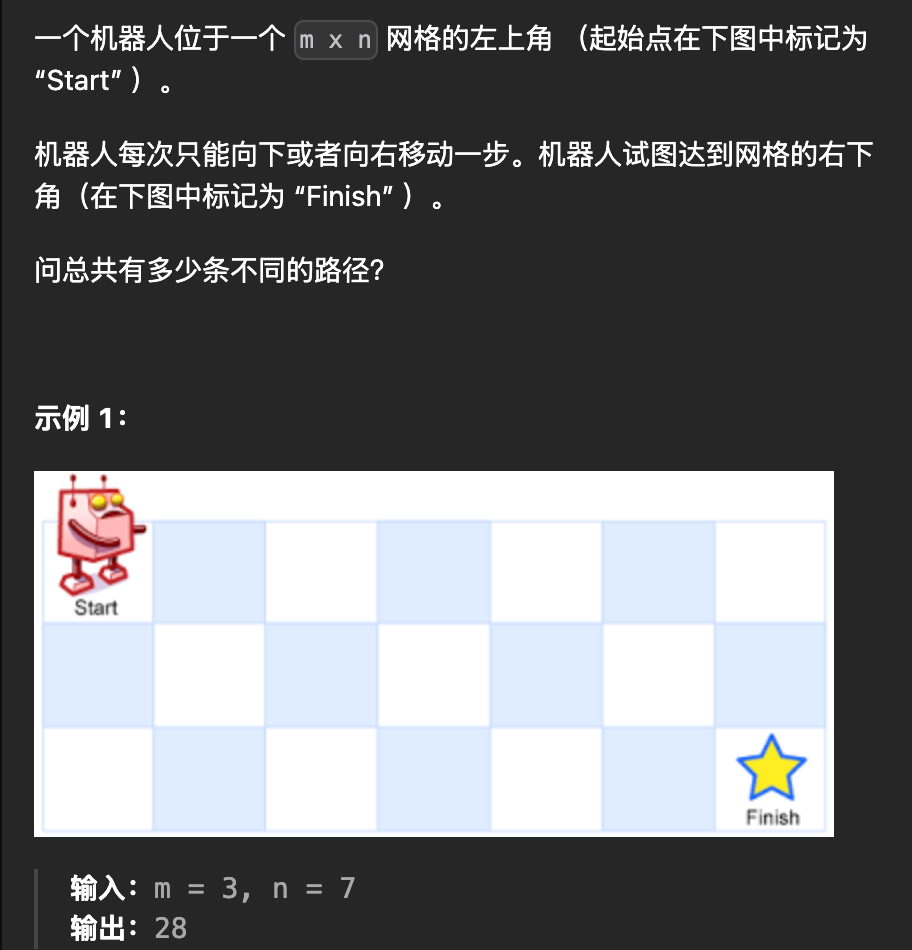 一个机器人位于一个 m x n 网格的左上角 （起始点在下图中标记为
“Start” ）。
机器人每次只能向下或者向右移动一步。机器人试图达到网格的右下
角（在下图中标记为 “Finish” ）。
问总共有多少条不同的路径？
示例 1：
Start
Finish
输入：m = 3, n = 7
输出：28